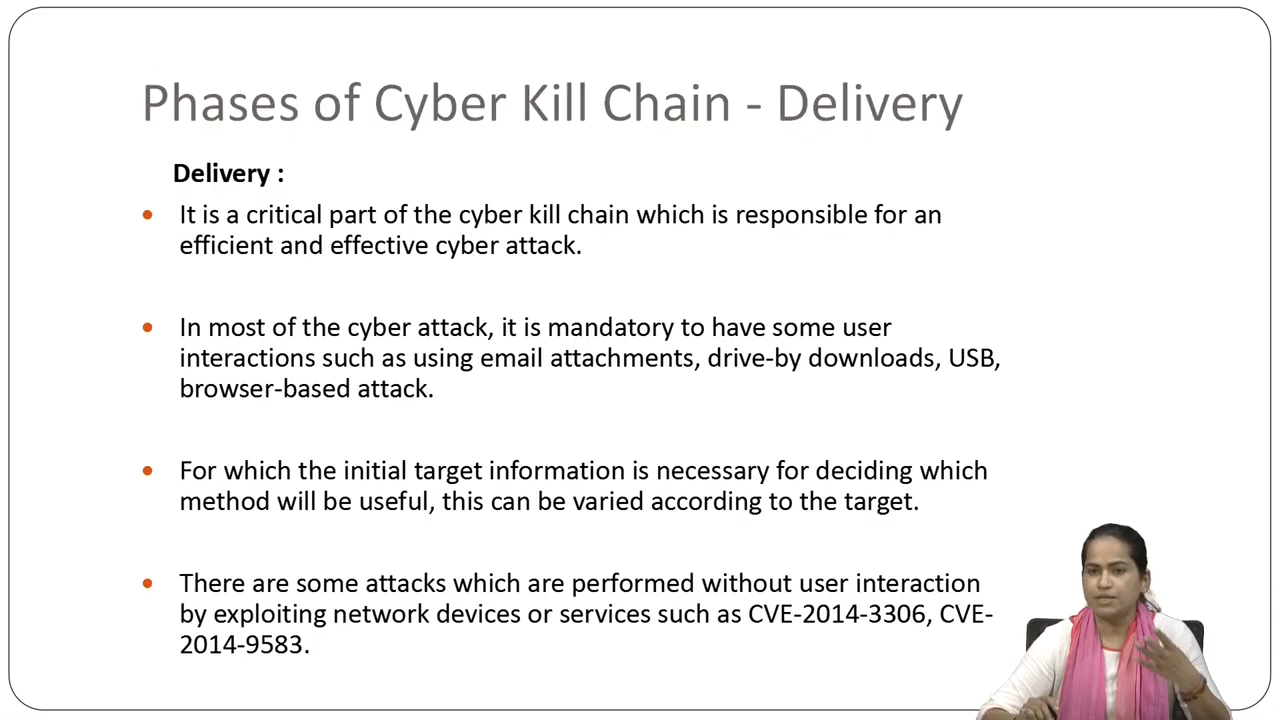 Phases of Cyber Kill Chain - Delivery
Delivery :
• It is a critical part of the cyber kill chain which is responsible for an
efficient and effective cyber attack.
• In most of the cyber attack, it is mandatory to have some user
interactions such as using email attachments, drive-by downloads, USB,
browser-based attack.
• For which the initial target information is necessary for deciding which
method will be useful, this can be varied according to the target.
• There are some attacks which are performed without user interaction
by exploiting network devices or services such as CVE-2014-3306, CVE-
2014-9583.